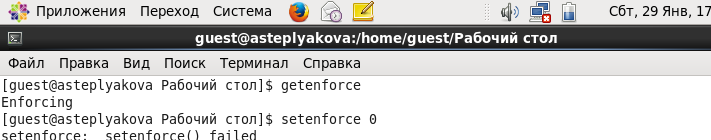 Приложения Переход Система Сбт, 29 Янв, 17
guest@asteplyakova:/home/guest/Рабочий стол
Файл Правка Вид Поиск Терминал Справка
[guest@asteplyakova Рабочий стол]$ getenforce
Enforcing
[guest@asteplyakova Рабочий стол]$ setenforce 0
setenforce:  setenforce() failed